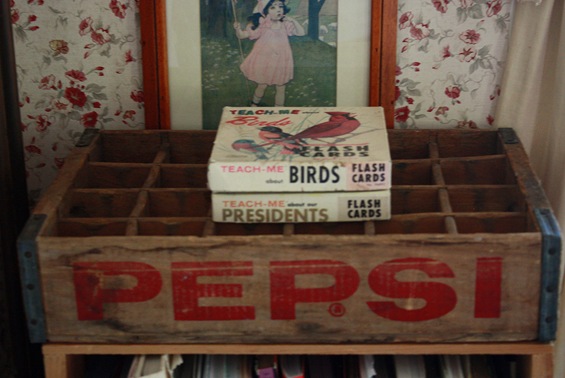 TEACH-ME about
Birds
FLASH
CARDS
TEACH-ME about BIRDS FLASH CARDS
TEACH-ME about our PRESIDENTS FLASH CARDS
PEPSI®